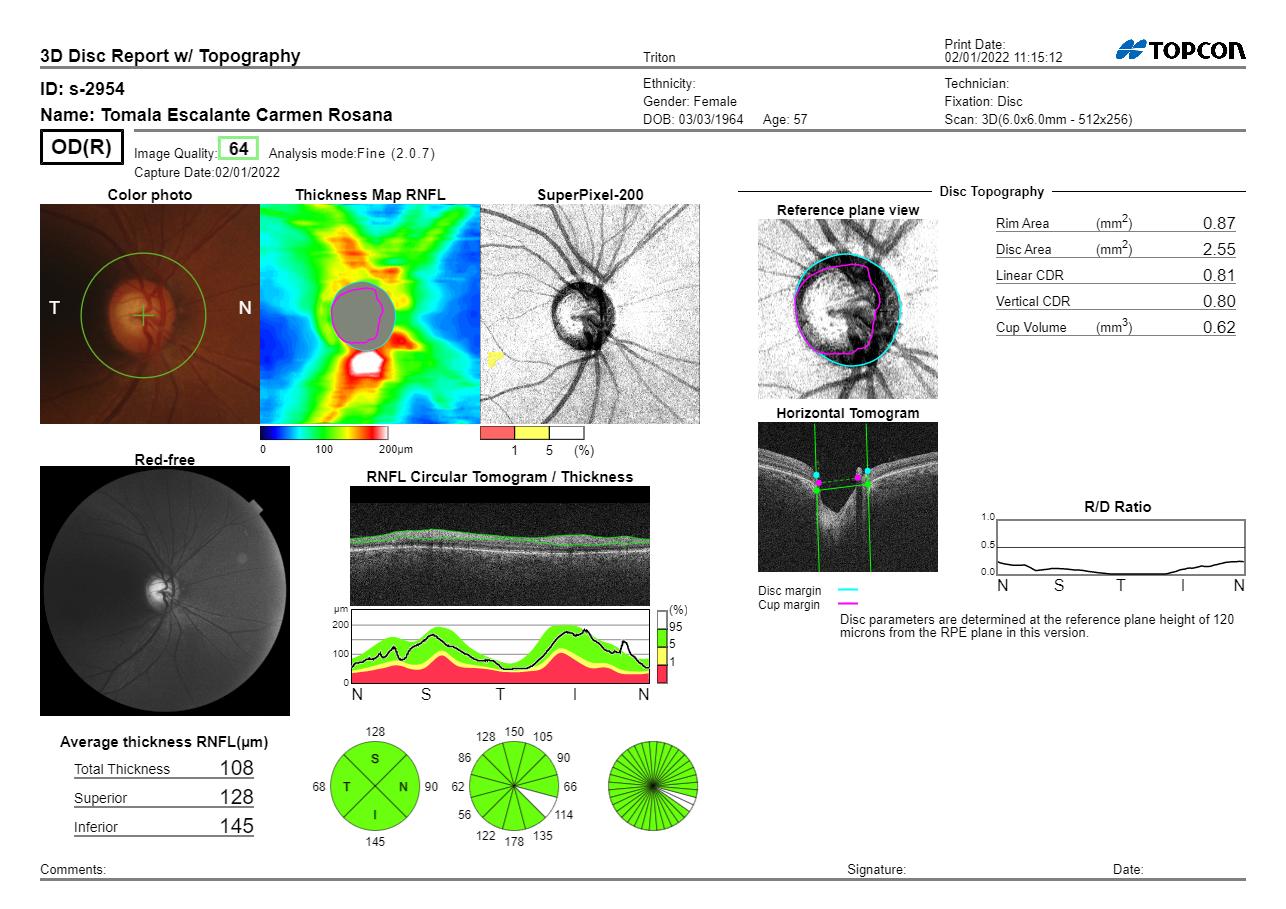 3D Disc Report w/ Topography
Triton
Print Date:
02/01/2022 11:15:12
TOPCON
ID: s-2954
Name: Tomala Escalante Carmen Rosana
Ethnicity:
Gender: Female
DOB: 03/03/1964 Age: 57
Technician:
Fixation: Disc
Scan: 3D(6.0x6.0mm - 512x256)
OD(R)
Image Quality: 64 Analysis mode:Fine (2.0.7)
Capture Date:02/01/2022
Color photo
T N
Thickness Map RNFL
0 100 200µm
SuperPixel-200
1 5 (%)
Red-free
RNFL Circular Tomogram / Thickness
µm
200
100
0
N S T I N
(%)
95
5
1
Average thickness RNFL(µm)
Total Thickness 108
Superior 128
Inferior 145
128
68 S T N I 90
145
128 150 105
86 90
62 66
56 114
122 178 135
Disc Topography
Reference plane view
Rim Area (mm2) 0.87
Disc Area (mm2) 2.55
Linear CDR 0.81
Vertical CDR 0.80
Cup Volume (mm3) 0.62
Horizontal Tomogram
Disc margin
Cup margin
R/D Ratio
1.0
0.5
0.0
N S T I N
Disc parameters are determined at the reference plane height of 120
microns from the RPE plane in this version.
Comments: Signature: Date: